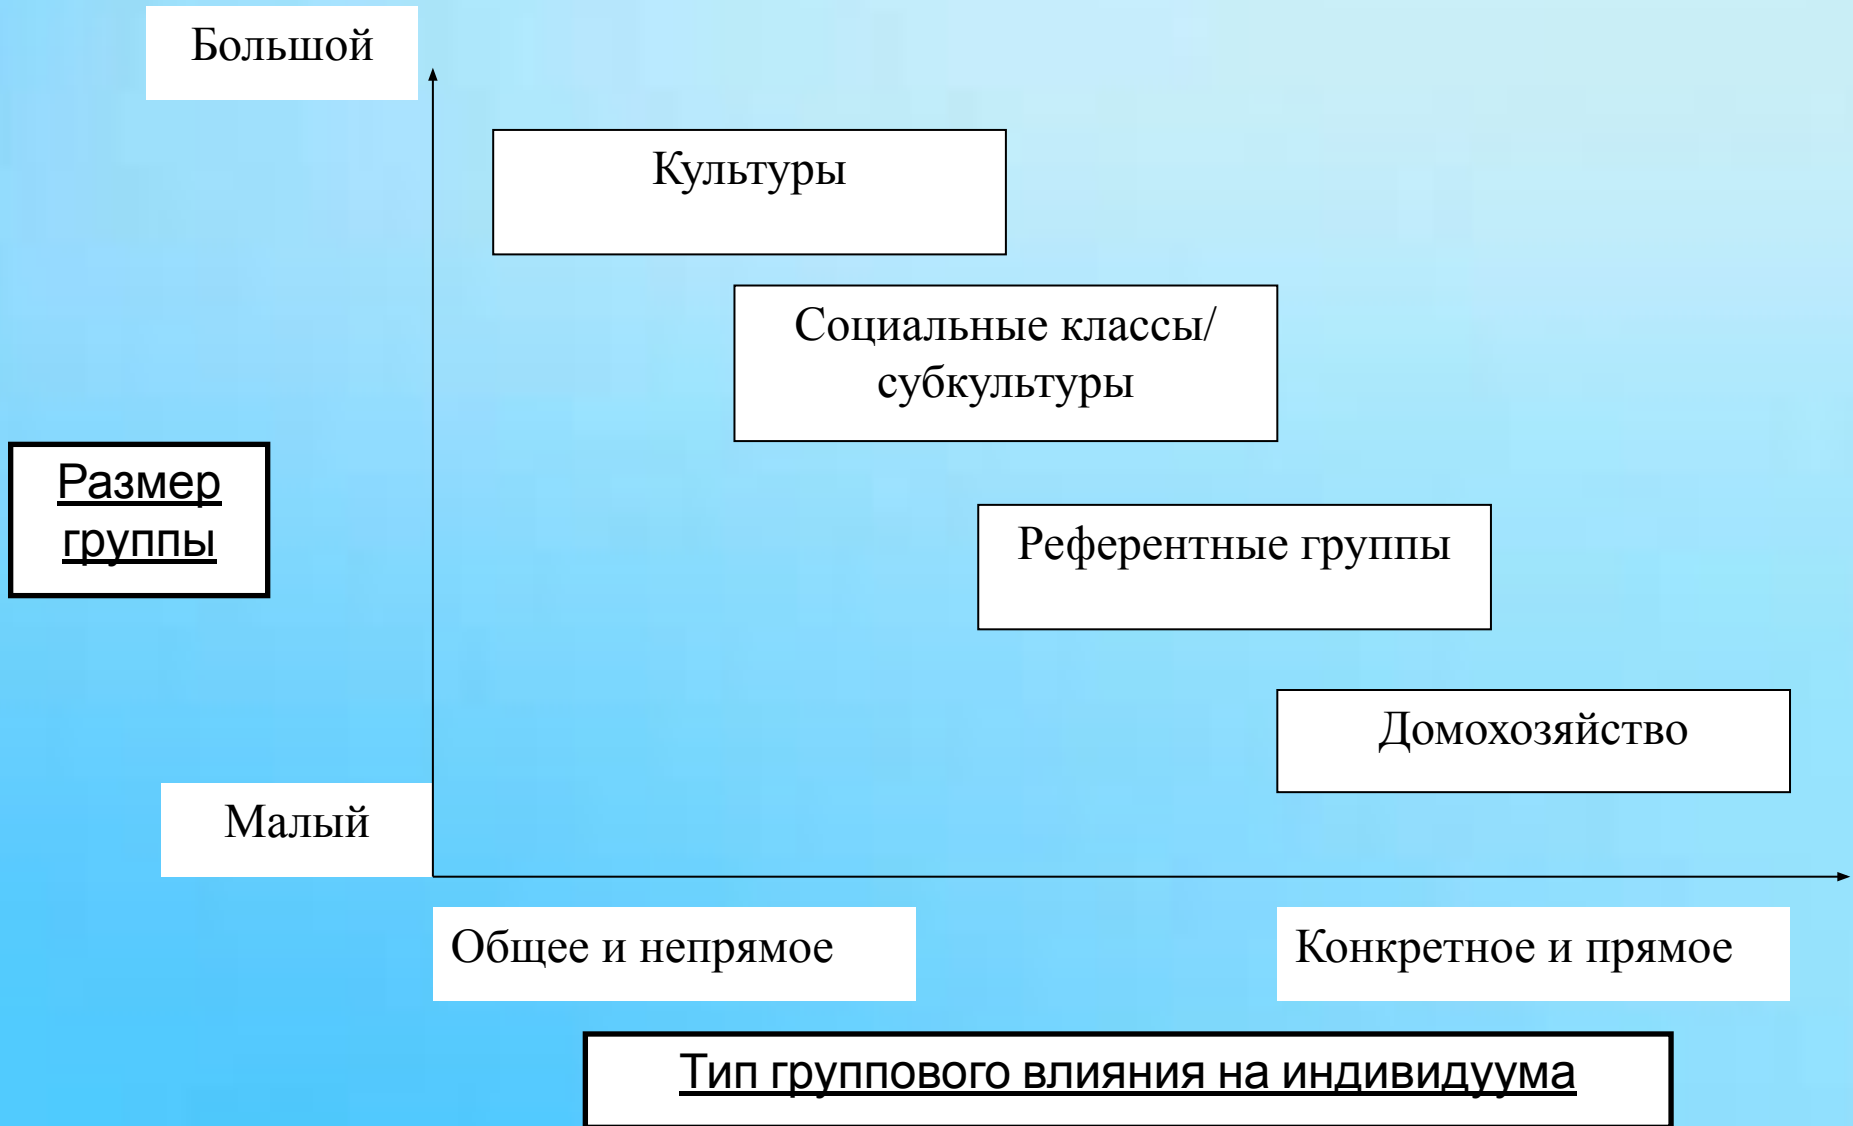 Большой
Культуры
Социальные классы/
субкультуры
Размер
группы
Референтные группы
Домохозяйство
Малый
Общее и непрямое
Конкретное и прямое
Тип группового влияния на индивидуума